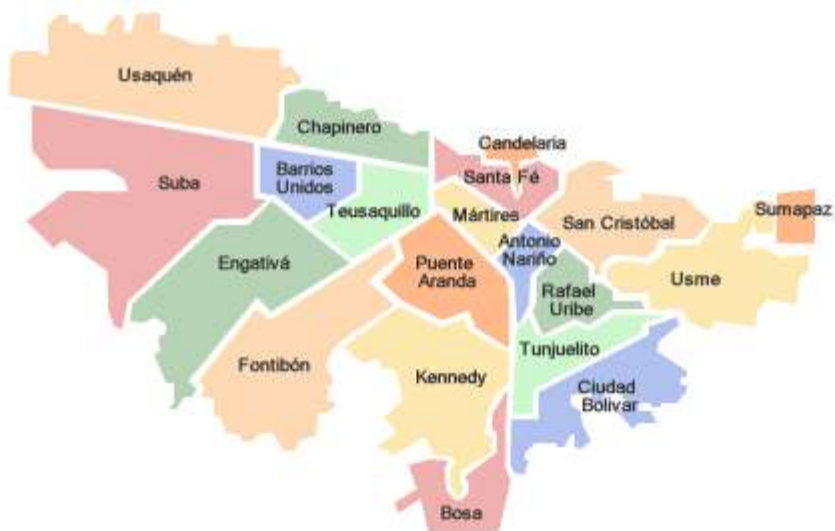 Usaquén
Chapinero
Candelaria
Suba
Barrios
Unidos
Santa Fé
Teusaquillo
Mártires
San Cristóbal
Sumapaz
Antonio
Nariño
Engativá
Puente
Aranda
Rafael
Uribe
Usme
Fontibón
Kennedy
Tunjuelito
Ciudad
Bolivar
Bosa